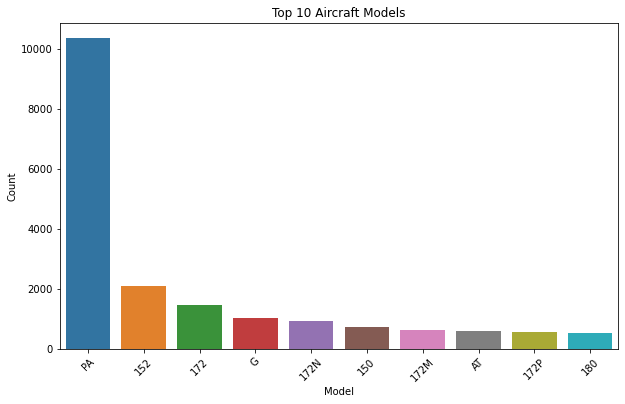 Top 10 Aircraft Models
10000
8000
6000
4000
2000
0
Count
PA
152
172
G
172N
150
172M
AT
172P
180
Model